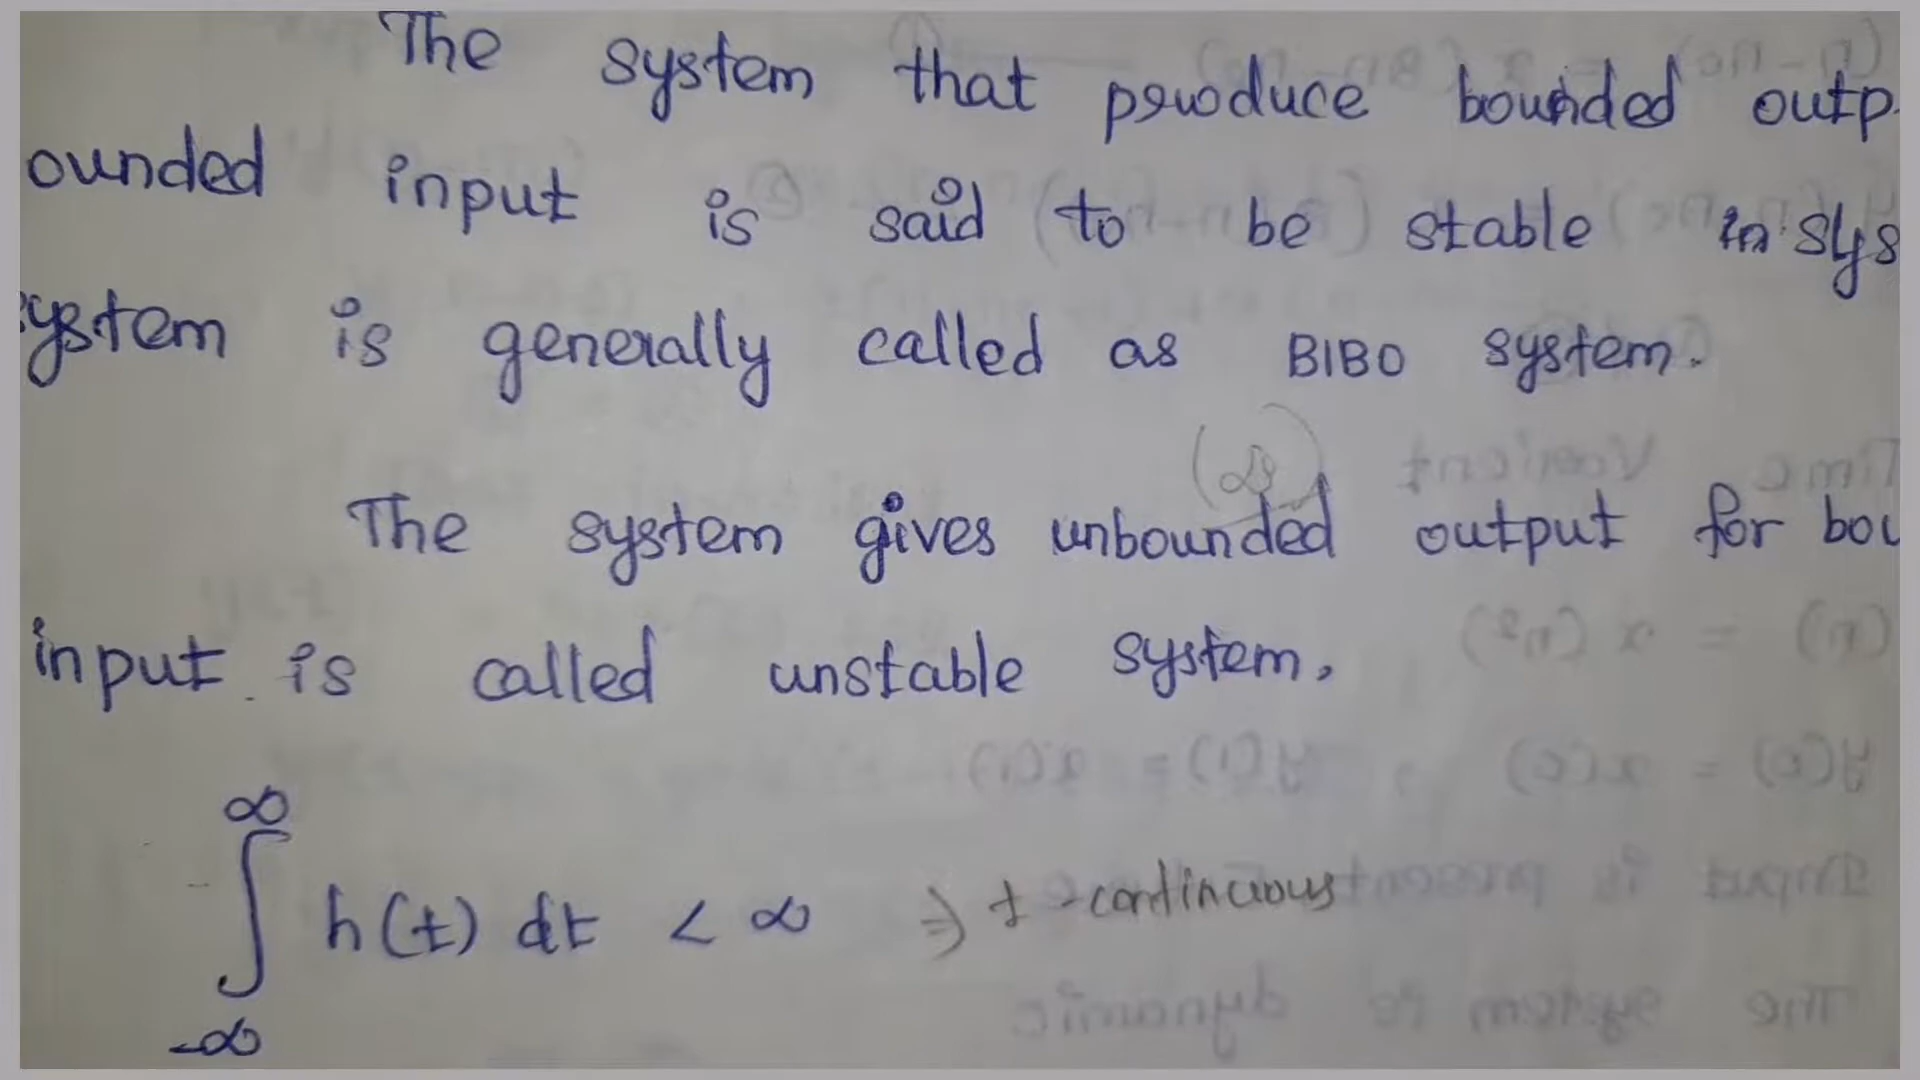 The system that produce bounded outp
ounded input is said to be stable in sys
ystem is generally called as BIBO system.
(∞)
The system gives unbounded output for bou
input is called unstable system.
∞
∫ h(t) dt < ∞ ⇒ t - continuous
-∞